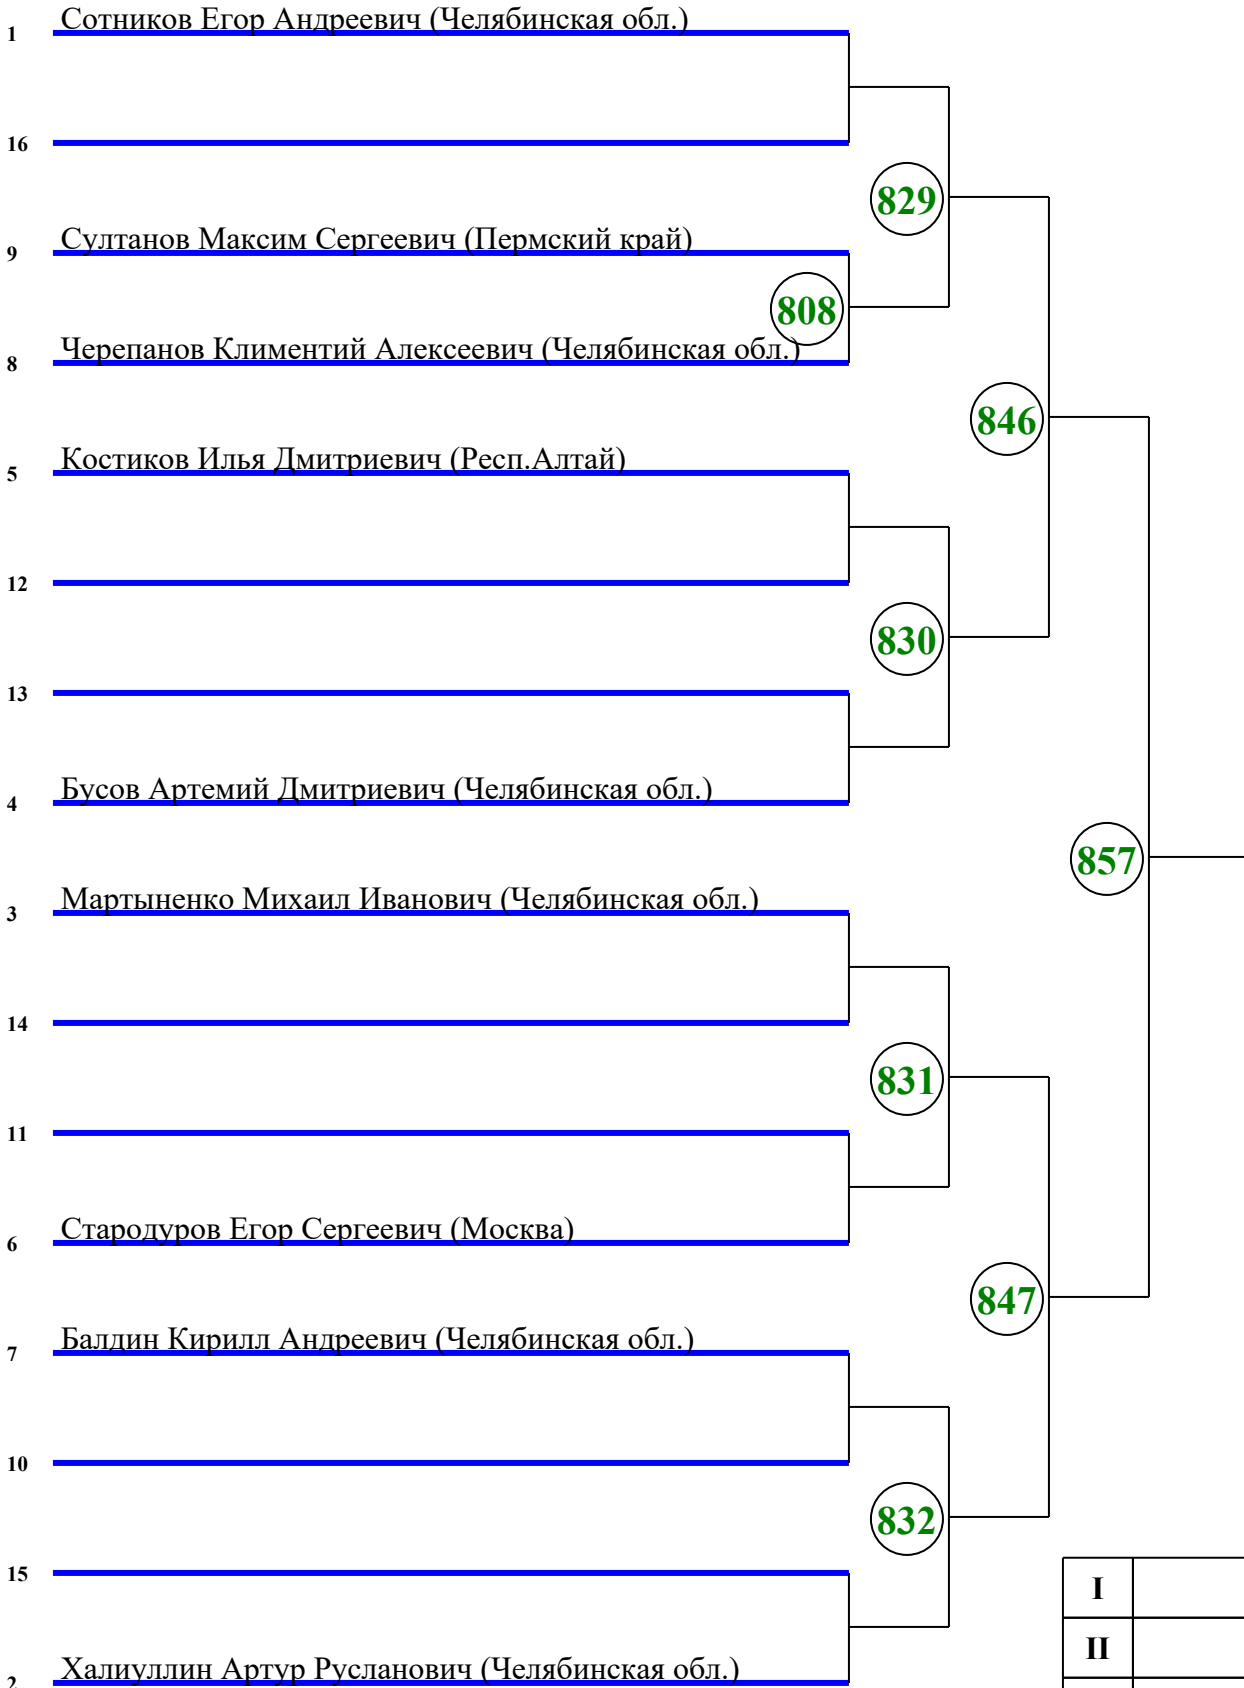 1 Сотников Егор Андреевич (Челябинская обл.)
16
829
9 Султанов Максим Сергеевич (Пермский край)
808
8 Черепанов Климентий Алексеевич (Челябинская обл.)
846
5 Костиков Илья Дмитриевич (Респ.Алтай)
12
830
13
4 Бусов Артемий Дмитриевич (Челябинская обл.)
857
3 Мартыненко Михаил Иванович (Челябинская обл.)
14
831
11
6 Стародуров Егор Сергеевич (Москва)
847
7 Балдин Кирилл Андреевич (Челябинская обл.)
10
832
15
I
II
2 Халиуллин Артур Русланович (Челябинская обл.)